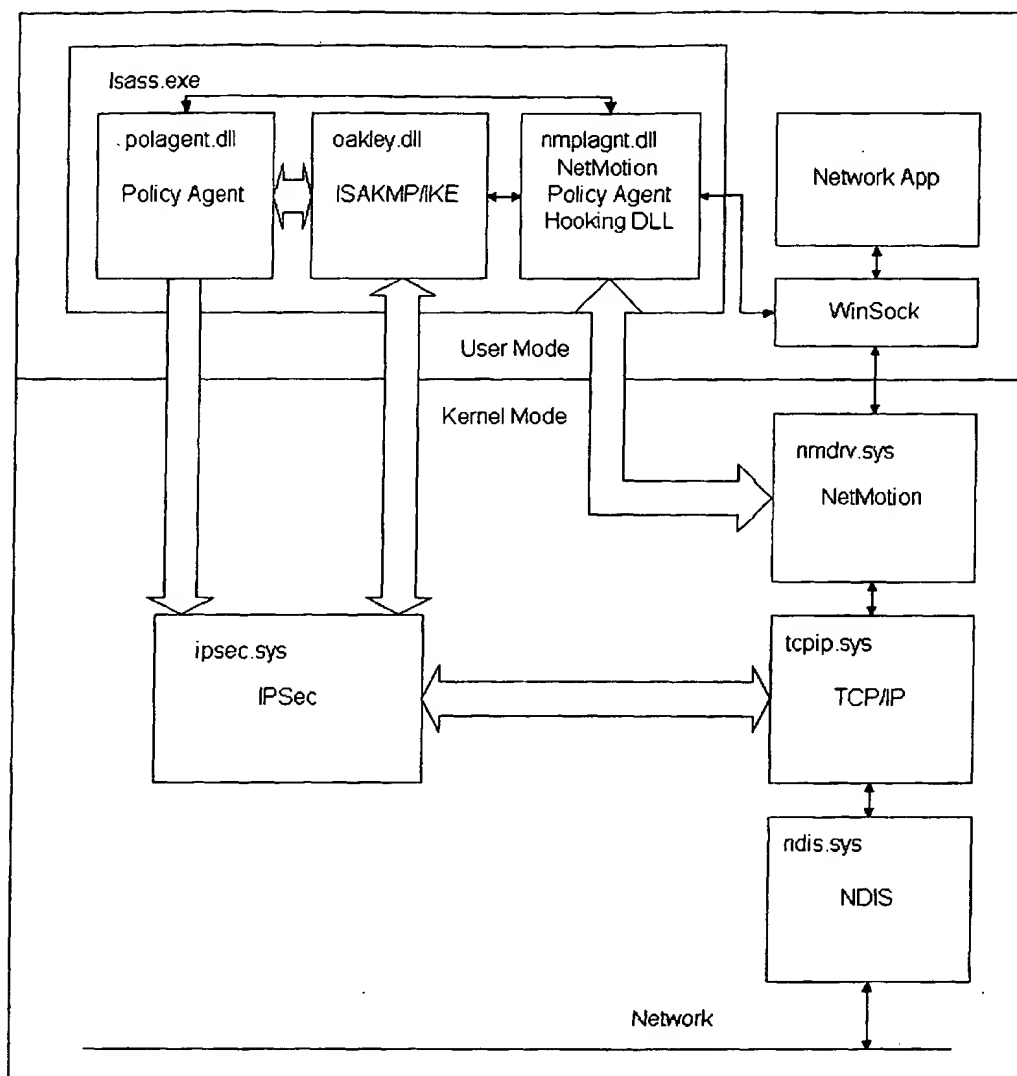 lsass.exe
polagent.dll
Policy Agent
oakley.dll
ISAKMP/IKE
nmplagnt.dll
NetMotion
Policy Agent
Hooking DLL
Network App
WinSock
User Mode
Kernel Mode
nmdrv.sys
NetMotion
ipsec.sys
IPSec
tcpip.sys
TCP/IP
ndis.sys
NDIS
Network